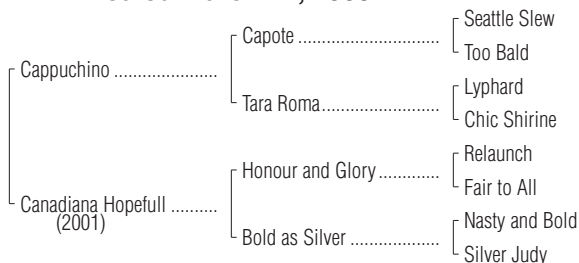 Seattle Slew
Capote ................................
Too Bald
Cappuchino .......................
Lyphard
Tara Roma..........................
Chic Shirine
Relaunch
Honour and Glory .............
Fair to All
Canadiana Hopefull ..........
(2001)
Nasty and Bold
Bold as Silver ....................
Silver Judy